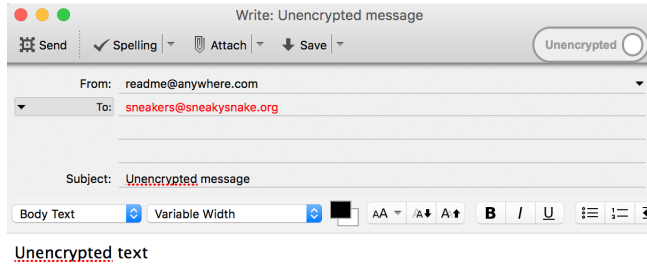 Write: Unencrypted message
Send Spelling Attach Save Unencrypted
From: readme@anywhere.com
To: sneakers@sneakysnake.org
Subject: Unencrypted message
Body Text Variable Width AA A A B I U
Unencrypted text